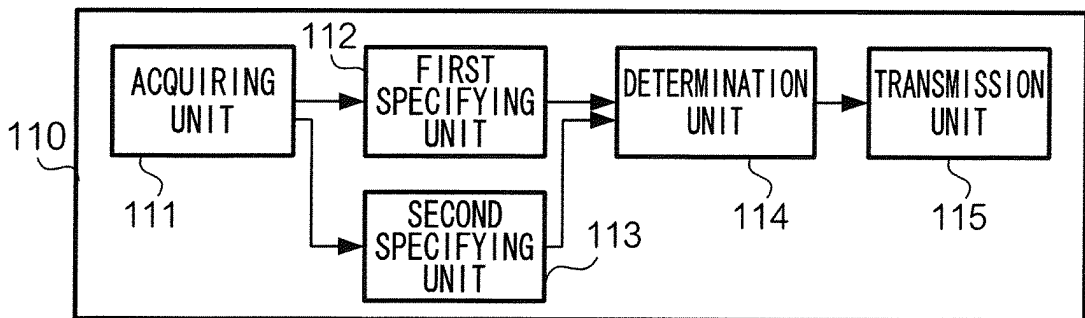 110
ACQUIRING
UNIT
111
112
FIRST
SPECIFYING
UNIT
SECOND
SPECIFYING
UNIT
113
DETERMINATION
UNIT
114
TRANSMISSION
UNIT
115